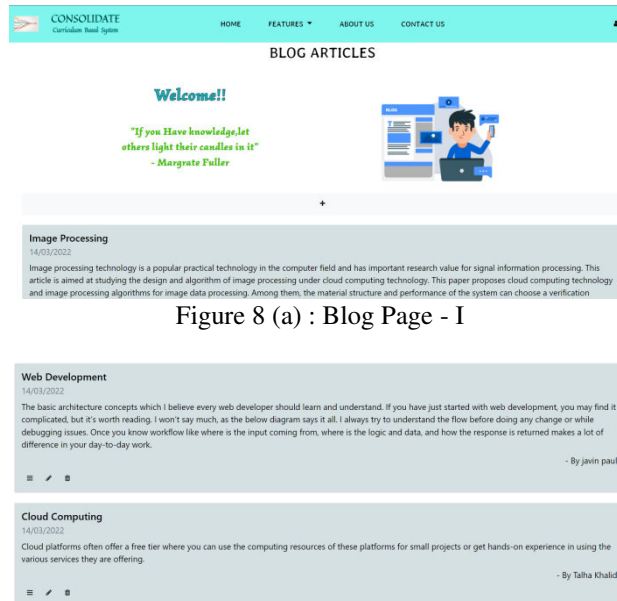 CONSOLIDATE
Curriculum Based System
HOME FEATURES ABOUT US CONTACT US
BLOG ARTICLES
Welcome!!
"If you Have knowledge,let
others light their candles in it"
- Margrate Fuller
BLOG
+
Image Processing
14/03/2022
Image processing technology is a popular practical technology in the computer field and has important research value for signal information processing. This
article is aimed at studying the design and algorithm of image processing under cloud computing technology. This paper proposes cloud computing technology
and image processing algorithms for image data processing. Among them, the material structure and performance of the system can choose a verification
Figure 8 (a) : Blog Page - I
Web Development
14/03/2022
The basic architecture concepts which I believe every web developer should learn and understand. If you have just started with web development, you may find it
complicated, but it's worth reading. I won't say much, as the below diagram says it all. I always try to understand the flow before doing any change or while
debugging issues. Once you know workflow like where is the input coming from, where is the logic and data, and how the response is returned makes a lot of
difference in your day-to-day work.
- By javin paul
Cloud Computing
14/03/2022
Cloud platforms often offer a free tier where you can use the computing resources of these platforms for small projects or get hands-on experience in using the
various services they are offering.
- By Talha Khalid